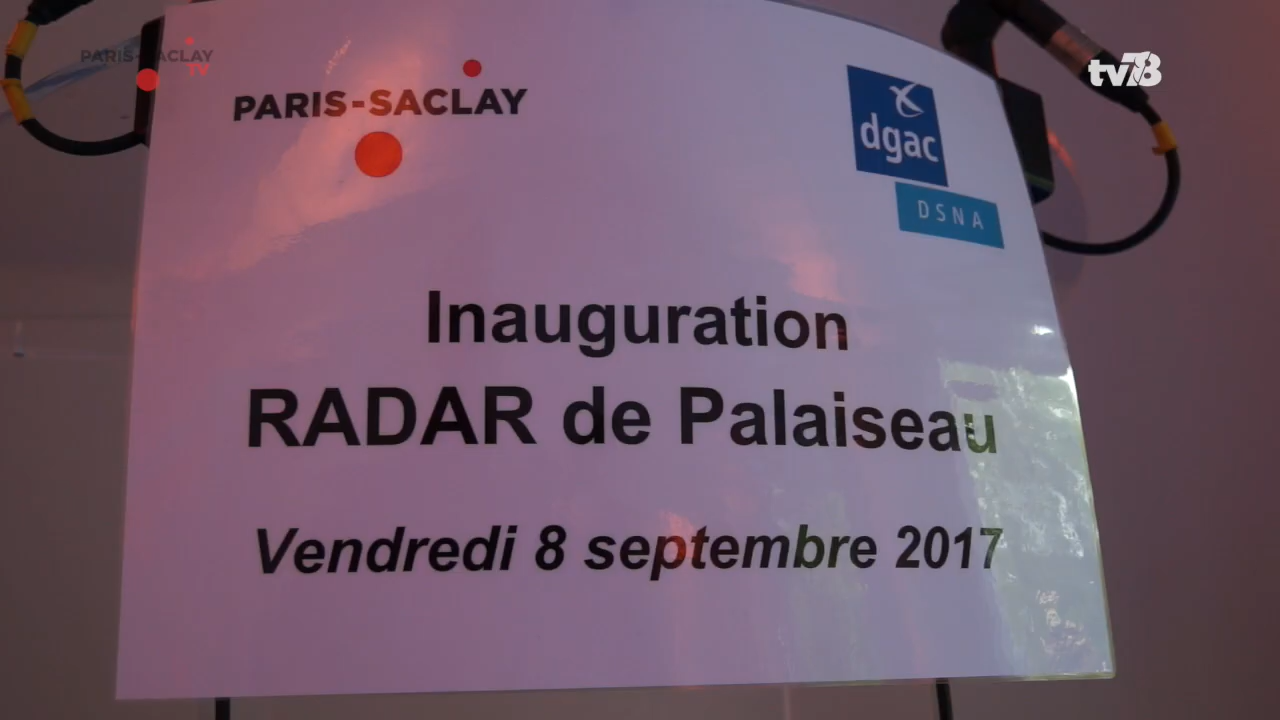 PARIS-SACLAY
TV
tv78
PARIS-SACLAY
dgac
DSNA
Inauguration
RADAR de Palaiseau
Vendredi 8 septembre 2017